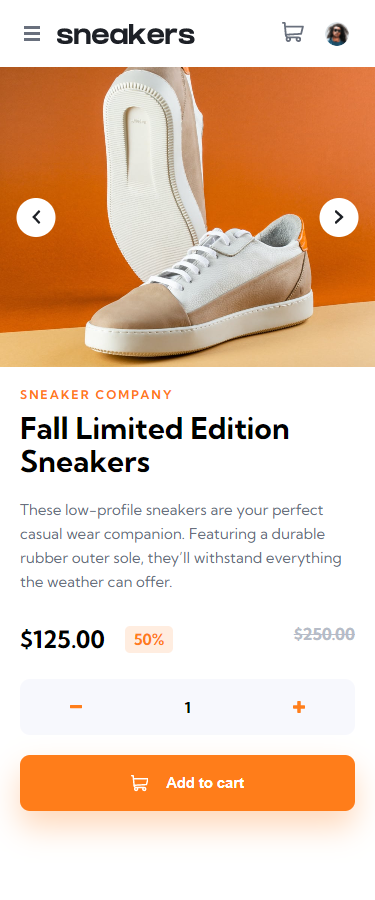 sneakers
SNEAKER COMPANY
Fall Limited Edition
Sneakers
These low-profile sneakers are your perfect
casual wear companion. Featuring a durable
rubber outer sole, they'll withstand everything
the weather can offer.
$125.00 50% $250.00
1
Add to cart